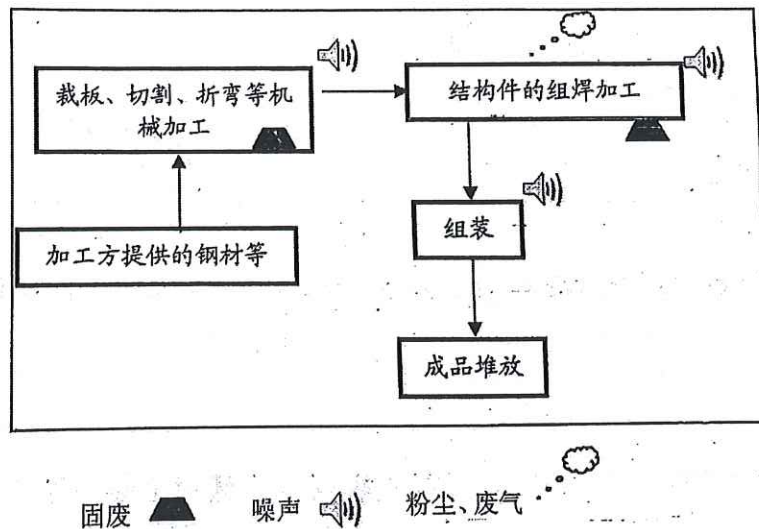 裁板、切割、折弯等机
械加工
结构件的组焊加工
加工方提供的钢材等
组装
成品堆放
固废
噪声
粉尘、废气